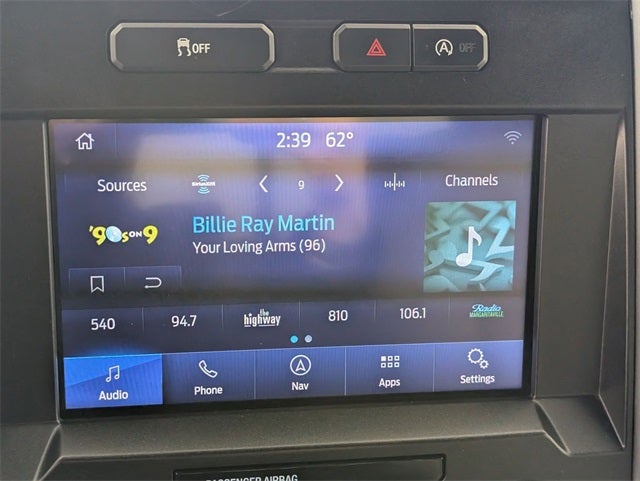 OFF
A OFF
2:39 62°
Sources
SiriusXM
9
Channels
'90s ON 9
Billie Ray Martin
Your Loving Arms (96)
540
94.7
the highway
810
106.1
Radio MARGARITAVILLE
Audio
Phone
Nav
Apps
Settings
PASSENGER AIRBAG